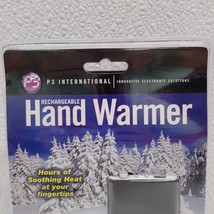 P3 INTERNATIONAL | INNOVATIVE ELECTRONIC SOLUTIONS
RECHARGEABLE
Hand Warmer
Hours of
Soothing Heat
at your
fingertips